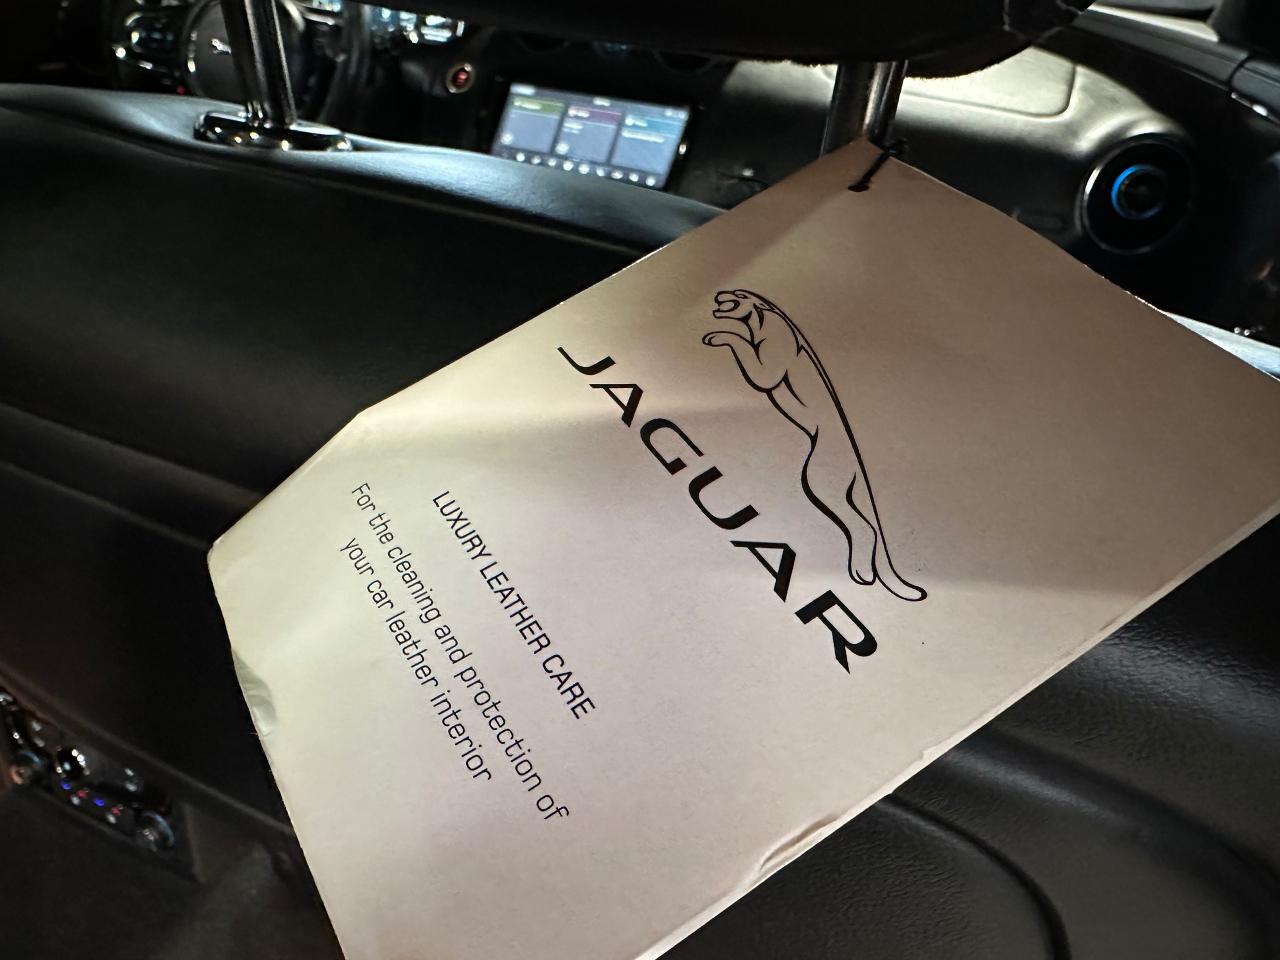 JAGUAR
LUXURY LEATHER CARE
For the cleaning and protection of
your car leather interior